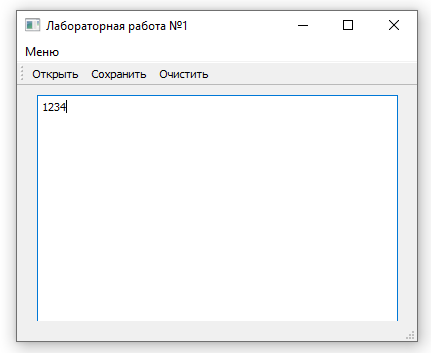 Лабораторная работа №1
Меню
Открыть Сохранить Очистить
1234